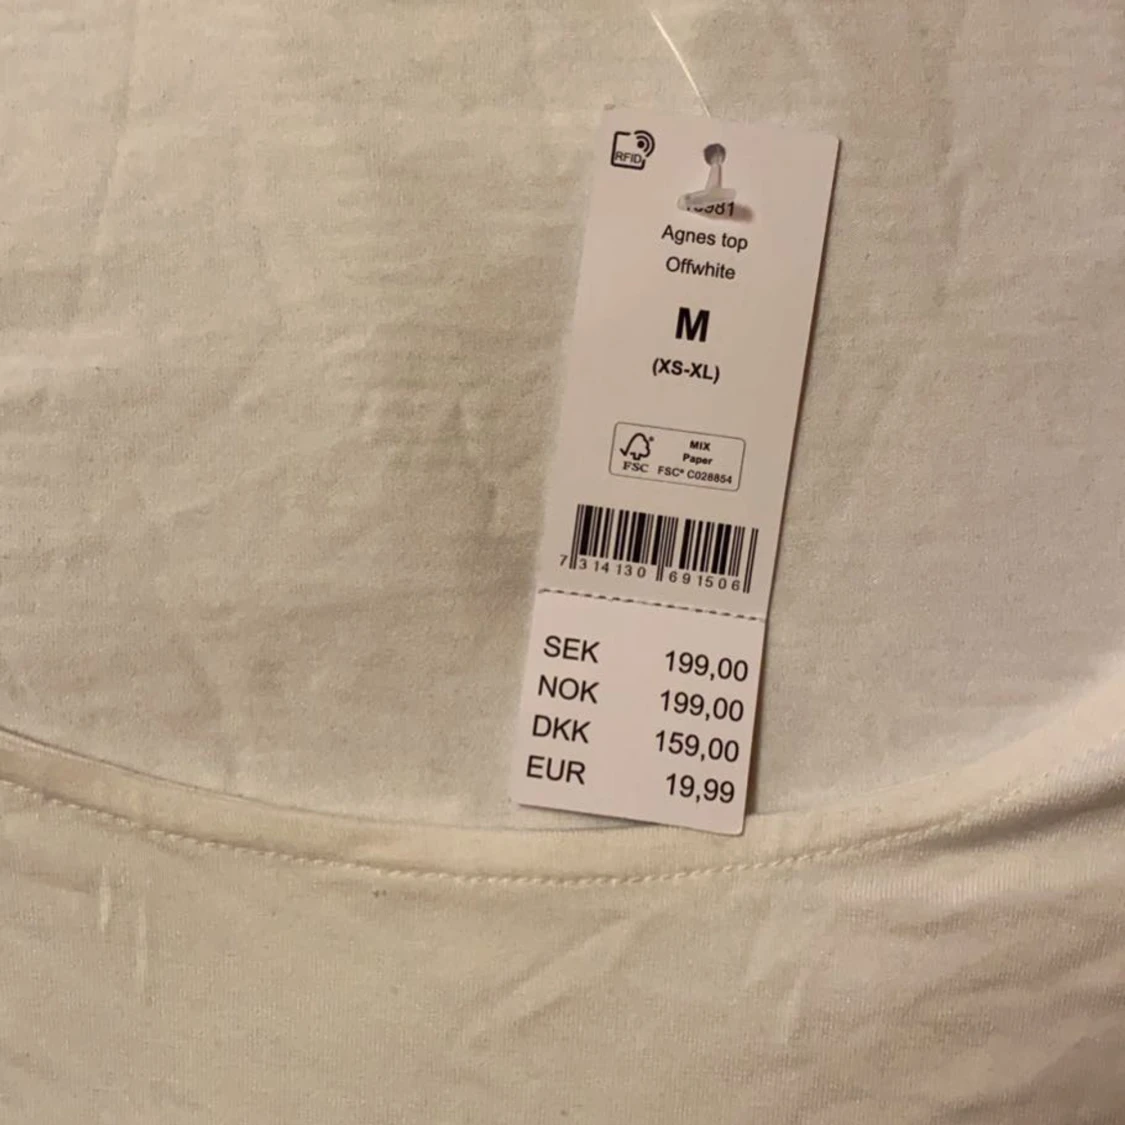 RFID
Agnes top
Offwhite
M
(XS-XL)
MIX
Paper
FSC
FSC® C028854
7 314130 691506
SEK 199,00
NOK 199,00
DKK 159,00
EUR 19,99